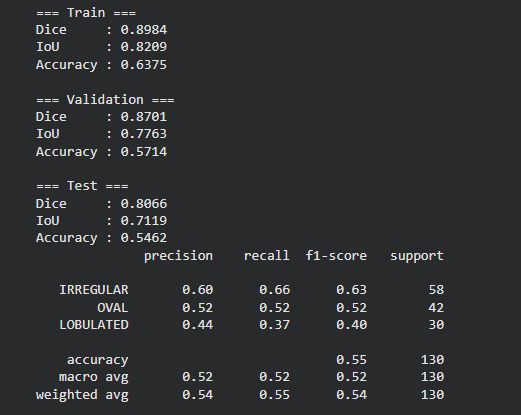 === Train ===
Dice     : 0.8984
IoU      : 0.8209
Accuracy : 0.6375
=== Validation ===
Dice     : 0.8701
IoU      : 0.7763
Accuracy : 0.5714
=== Test ===
Dice     : 0.8066
IoU      : 0.7119
Accuracy : 0.5462
              precision    recall  f1-score   support
   IRREGULAR       0.60      0.66      0.63        58
        OVAL       0.52      0.52      0.52        42
   LOBULATED       0.44      0.37      0.40        30
    accuracy                           0.55       130
   macro avg       0.52      0.52      0.52       130
weighted avg       0.54      0.55      0.54       130